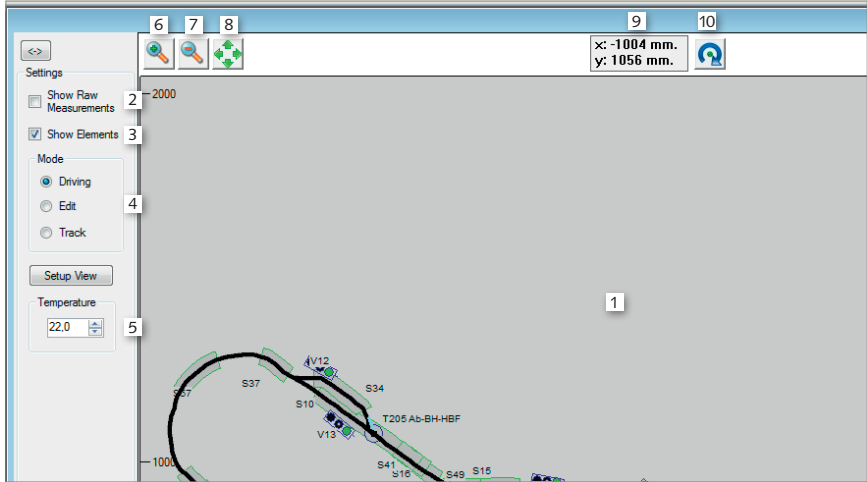 6
7
8
9
10
<->
x: -1004 mm.
y: 1056 mm.
Settings
Show Raw
Measurements
2
2000
Show Elements
3
Mode
Driving
Edit
4
Track
Setup View
Temperature
22,0
5
1
V12
S37
S34
S10
T205 Ab-BH-HBF
V13
1000
S41
S16
S49
S15